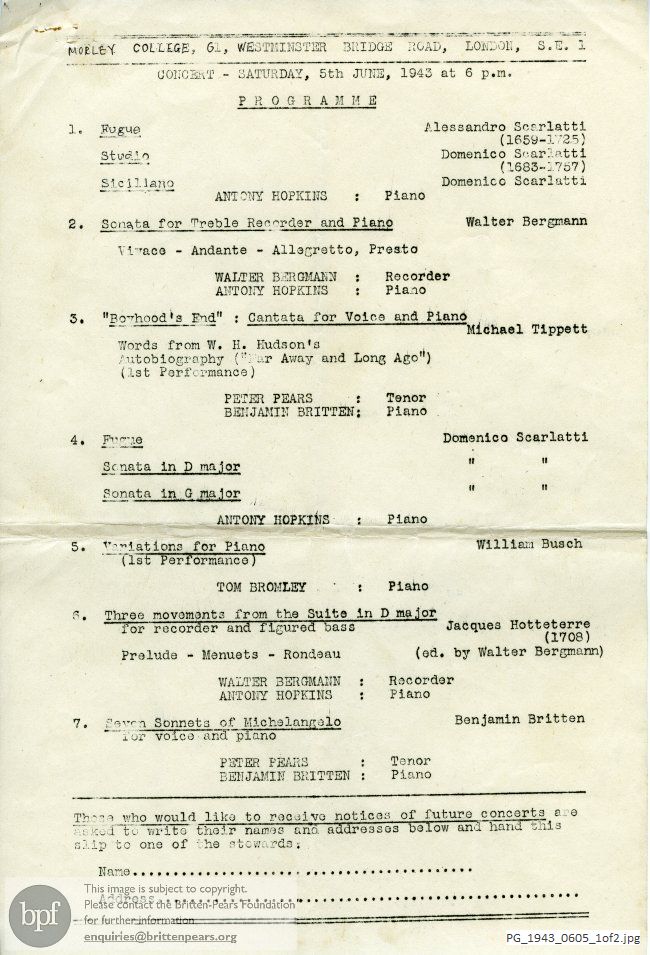 MORLEY COLLEGE, 61, WESTMINSTER BRIDGE ROAD, LONDON, S.E. 1
CONCERT - SATURDAY, 5th JUNE, 1943 at 6 p.m.
PROGRAMME
1. Fugue Alessandro Scarlatti
(1659-1725)
Studio Domenico Scarlatti
(1683-1757)
Siciliano Domenico Scarlatti
ANTONY HOPKINS : Piano
2. Sonata for Treble Recorder and Piano Walter Bergmann
Vivace - Andante - Allegretto, Presto
WALTER BERGMANN : Recorder
ANTONY HOPKINS : Piano
3. "Boyhood's End" : Cantata for Voice and Piano
Michael Tippett
Words from W. H. Hudson's
Autobiography ("Far Away and Long Ago")
(1st Performance)
PETER PEARS : Tenor
BENJAMIN BRITTEN: Piano
4. Fugue Domenico Scarlatti
Sonata in D major " "
Sonata in G major " "
ANTONY HOPKINS : Piano
5. Variations for Piano William Busch
(1st Performance)
TOM BROMLEY : Piano
6. Three movements from the Suite in D major
for recorder and figured bass Jacques Hotteterre
(1708)
Prelude - Menuets - Rondeau (ed. by Walter Bergmann)
WALTER BERGMANN : Recorder
ANTONY HOPKINS : Piano
7. Seven Sonnets of Michelangelo Benjamin Britten
for voice and piano
PETER PEARS : Tenor
BENJAMIN BRITTEN : Piano
Those who would like to receive notices of future concerts are
asked to write their names and addresses below and hand this
slip to one of the stewards.
Name..........................................
Address......................................................
bpf
This image is subject to copyright.
Please contact the Britten-Pears Foundation
for further information.
enquiries@brittenpears.org
PG_1943_0605_1of2.jpg